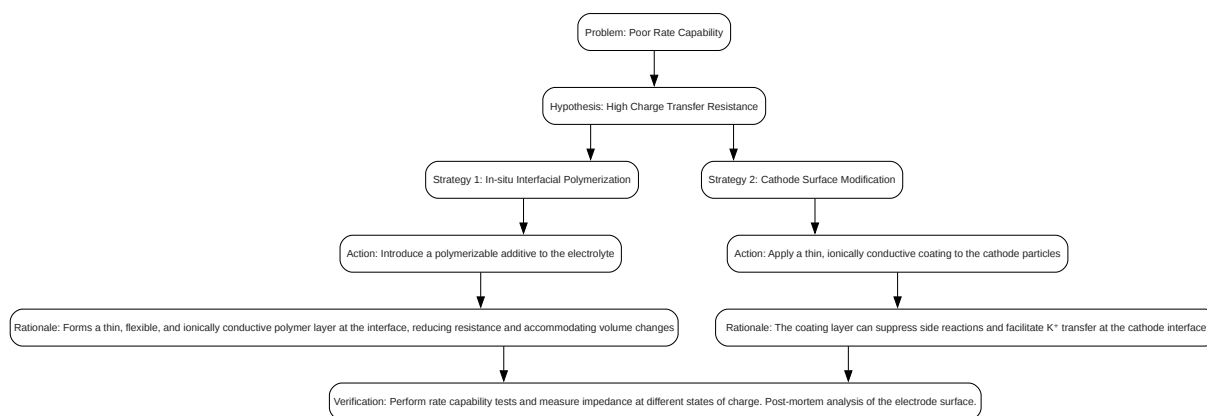 Problem: Poor Rate Capability
Hypothesis: High Charge Transfer Resistance
Strategy 1: In-situ Interfacial Polymerization
Strategy 2: Cathode Surface Modification
Action: Introduce a polymerizable additive to the electrolyte
Action: Apply a thin, ionically conductive coating to the cathode particles
Rationale: Forms a thin, flexible, and ionically conductive polymer layer at the interface, reducing resistance and accommodating volume changes
Rationale: The coating layer can suppress side reactions and facilitate K⁺ transfer at the cathode interface
Verification: Perform rate capability tests and measure impedance at different states of charge. Post-mortem analysis of the electrode surface.